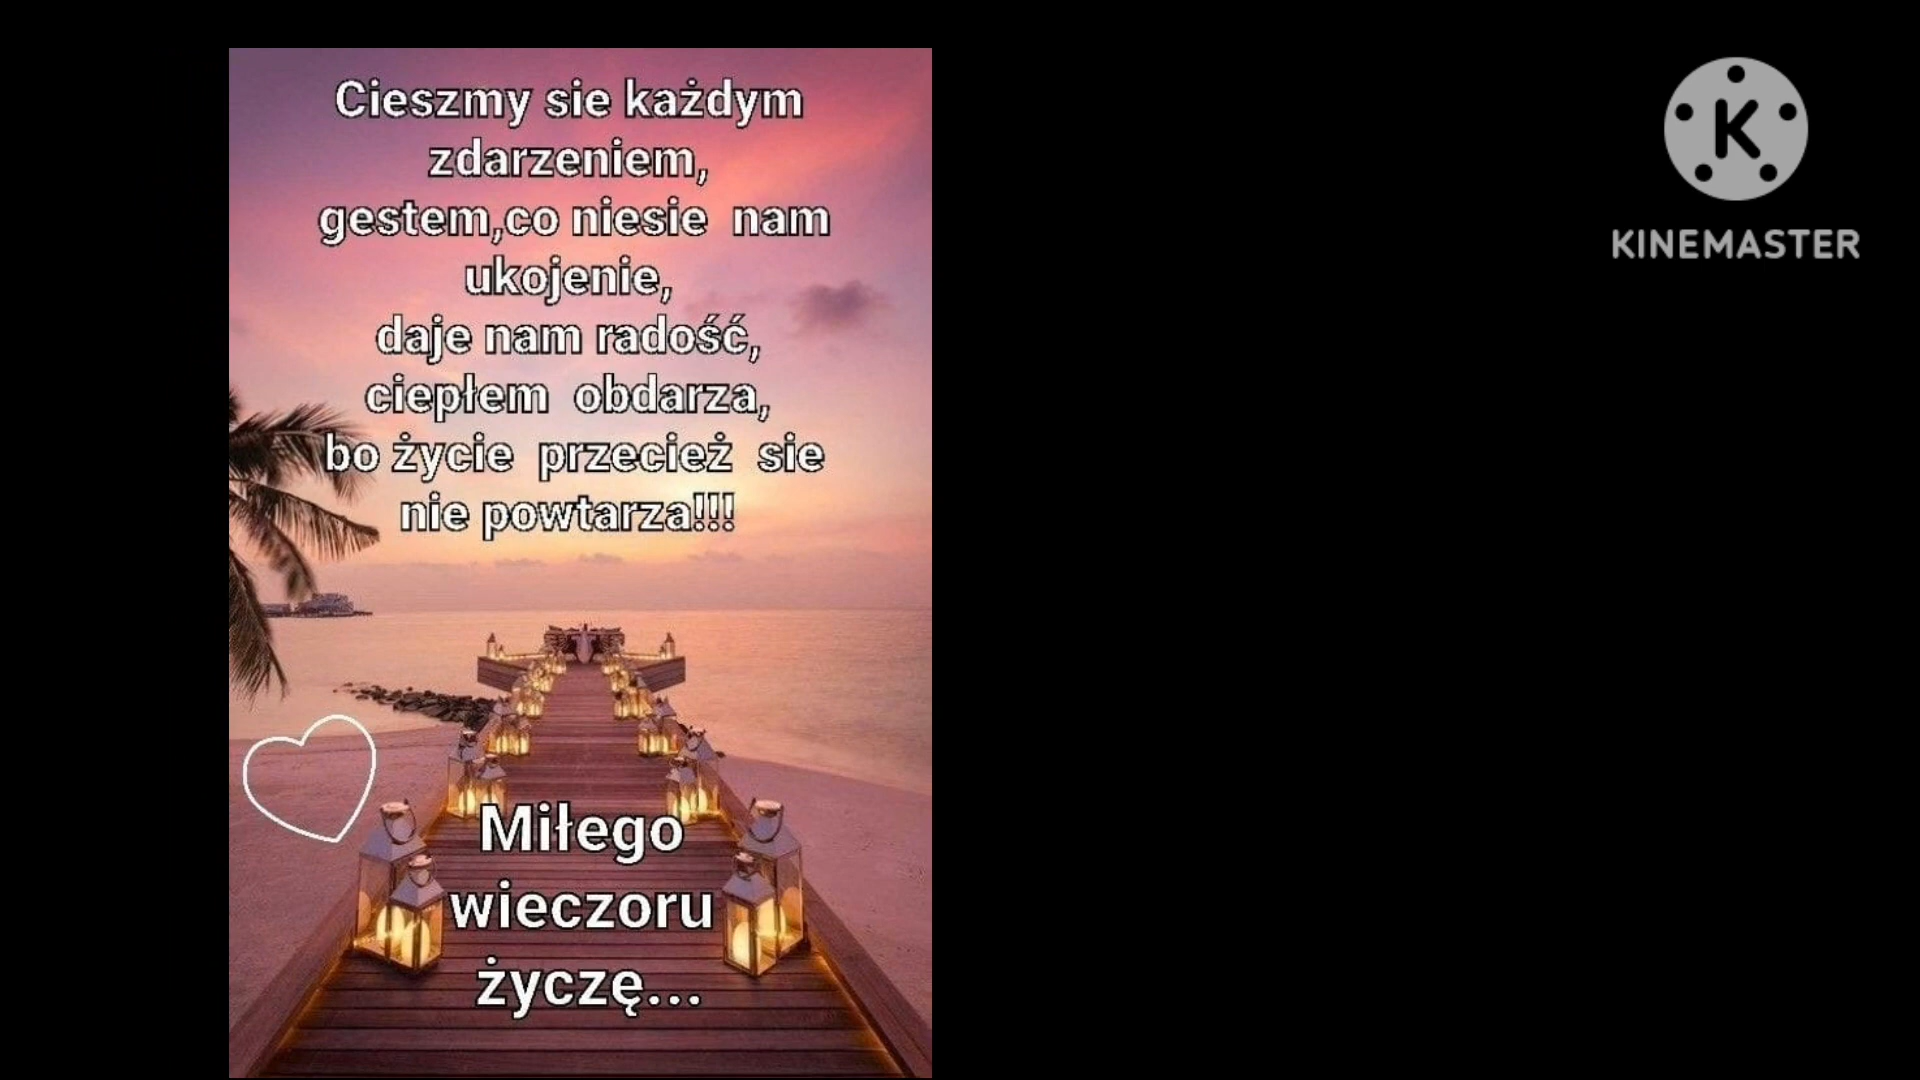 Cieszmy sie każdym
zdarzeniem,
gestem,co niesie nam
ukojenie,
daje nam radość,
ciepłem obdarza,
bo życie przecież sie
nie powtarza!!!
Miłego
wieczoru
życzę...
K
KINEMASTER